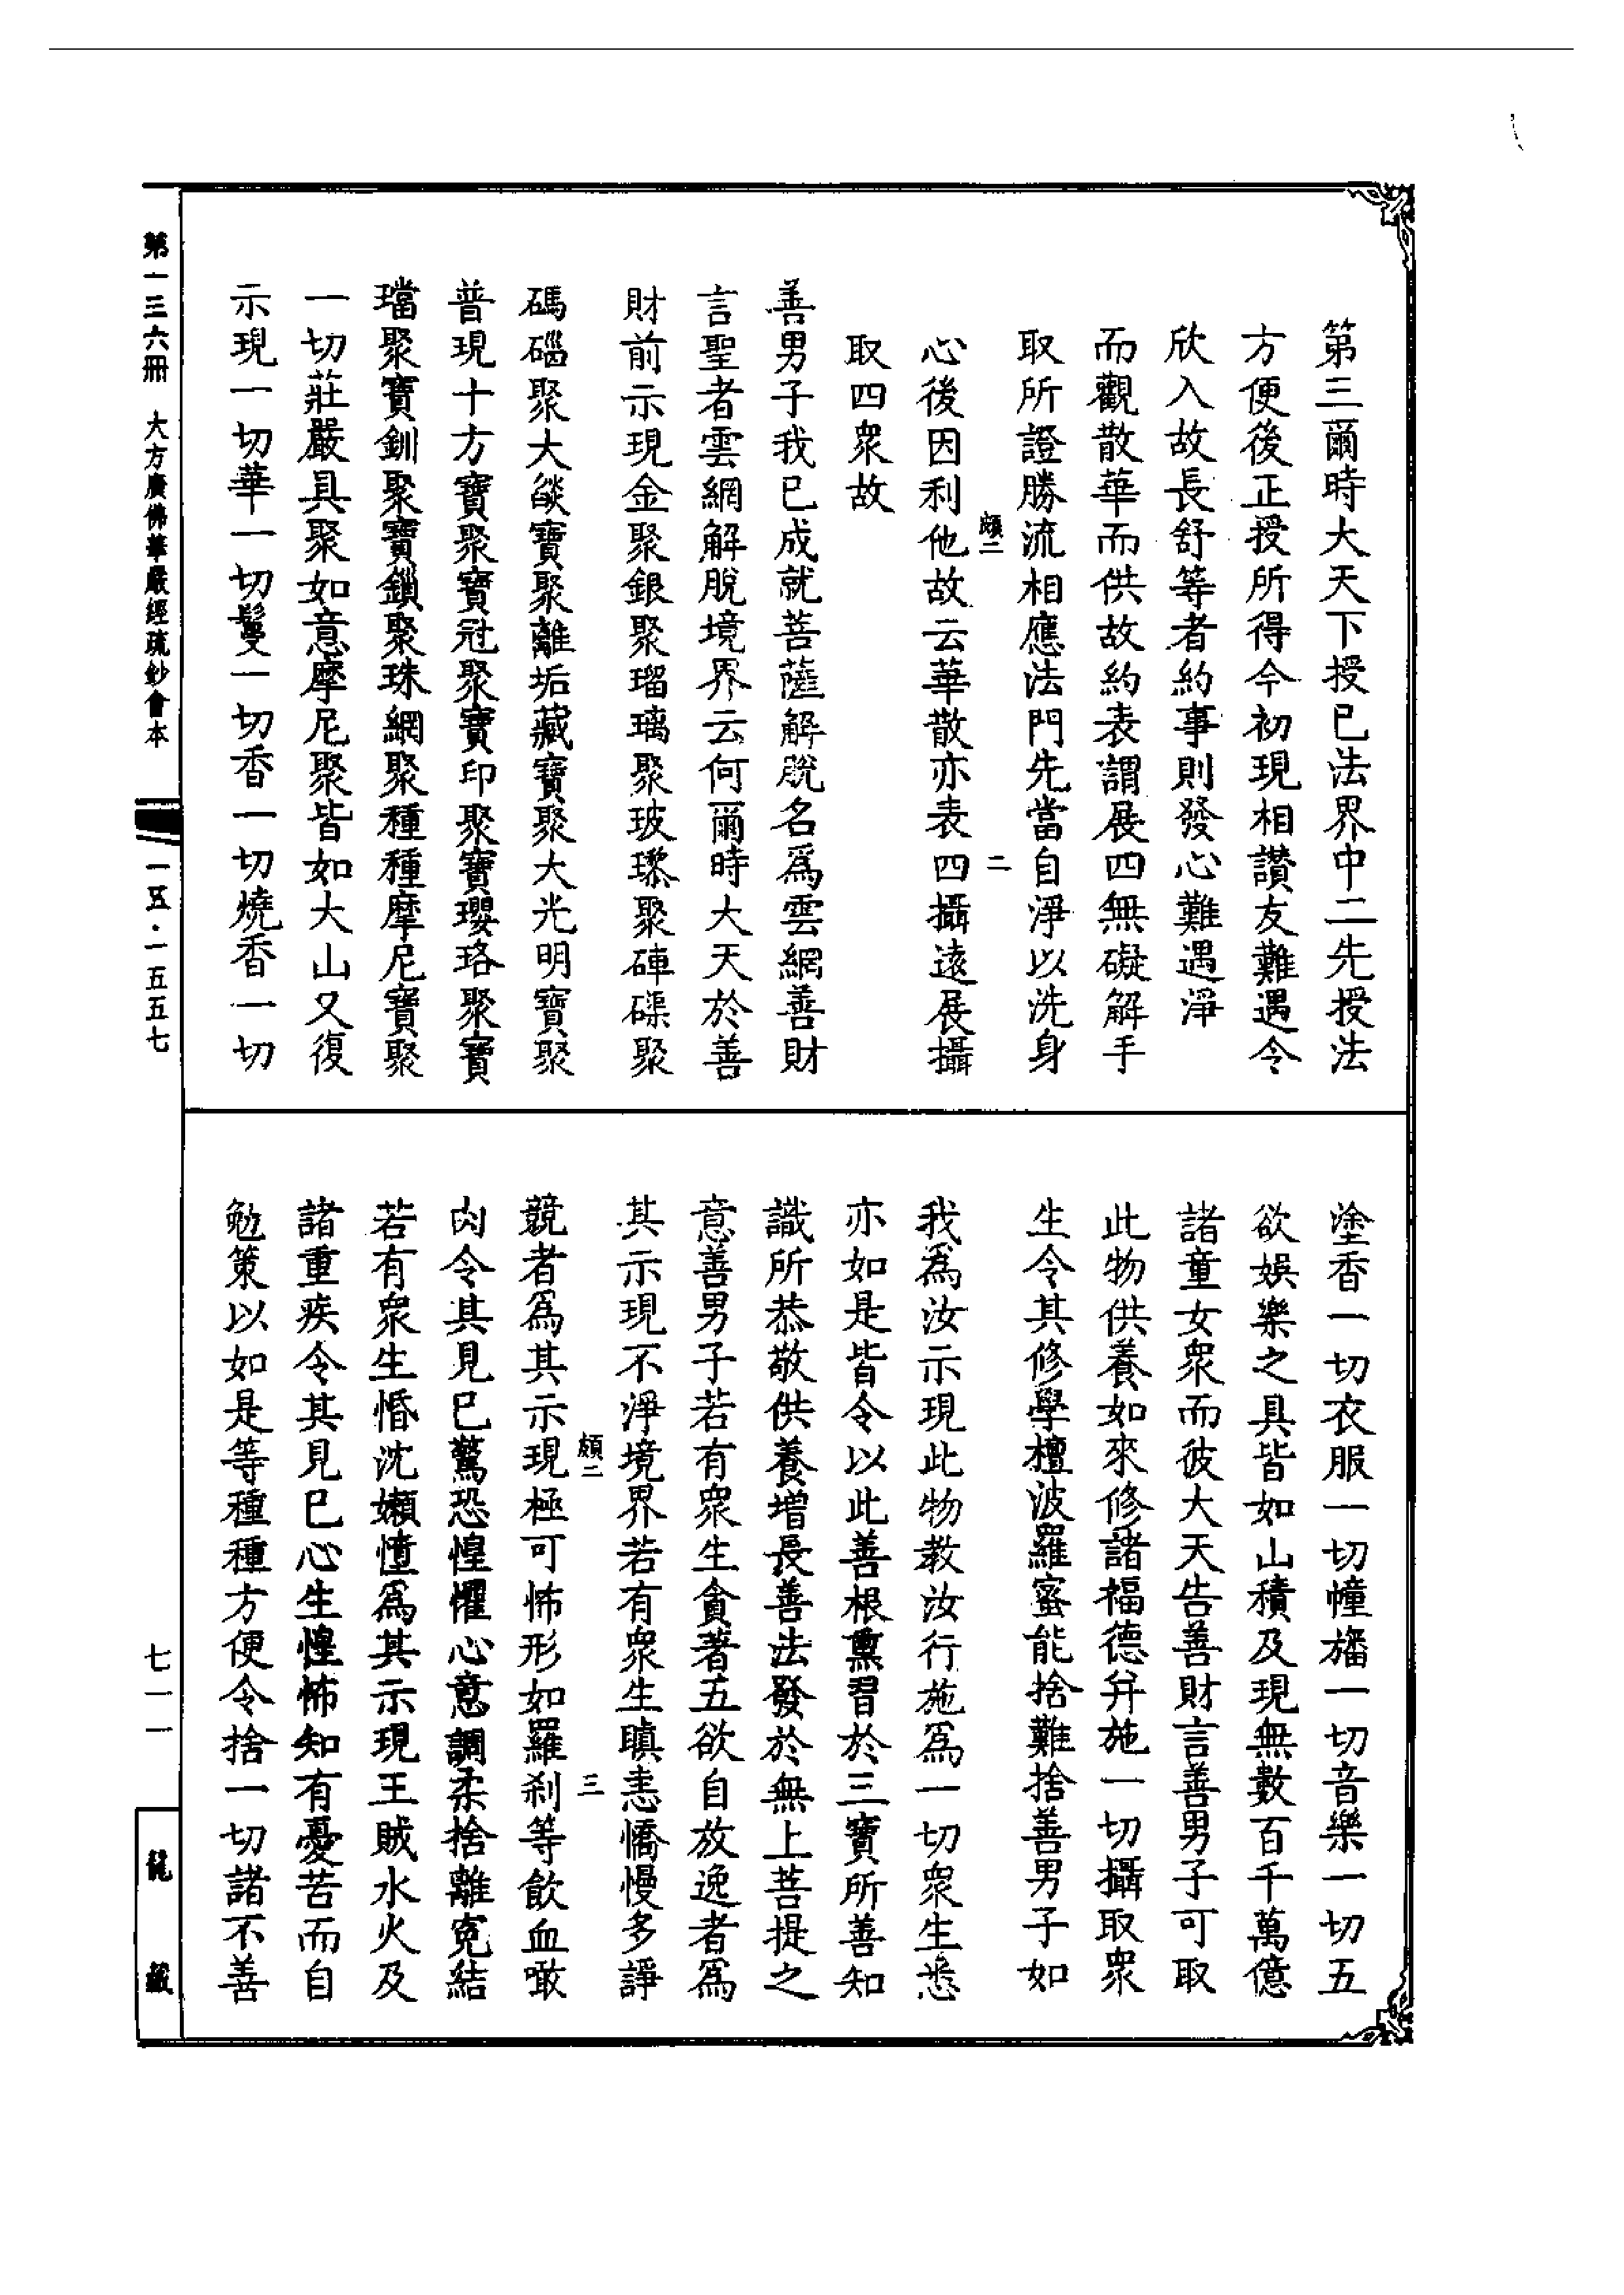 第三爾時大天下授已法界中二先授法
方便後正授所得今初現相讚友難遇令
欣入故長舒等者約事則發心難遇淨
而觀散華而供故約表謂展四無礙解手
取所證勝流相應法門先當自淨以洗身
頗二
二
心後因利他故云華散亦表四攝遠展攝
取四衆故
善男子我已成就菩薩解脫名爲雲網善財
言聖者雲網解脫境界云何爾時大天於善
財前示現金聚銀聚瑠璃聚玻瓈聚硨磲聚
碼碯聚大燄寶聚離垢藏寶聚大光明寶聚
普現十方寶聚寶冠聚寶印聚寶瓔珞聚寶
璫聚寶釧聚寶鎖聚珠網聚種種摩尼寶聚
一切莊嚴具聚如意摩尼聚皆如大山又復
示現一切華一切鬘一切香一切燒香一切
塗香一切衣服一切幢旛一切音樂一切五
欲娛樂之具皆如山積及現無數百千萬億
諸童女衆而彼大天告善財言善男子可取
此物供養如來修諸福德幷施一切攝取衆
生令其修學檀波羅蜜能捨難捨善男子如
我爲汝示現此物教汝行施爲一切衆生悉
亦如是皆令以此善根熏習於三寶所善知
識所恭敬供養增長善法發於無上菩提之
意善男子若有衆生貪著五欲自放逸者爲
其示現不淨境界若有衆生瞋恚憍慢多諍
頗二
三
競者爲其示現極可怖形如羅刹等飲血噉
肉令其見已驚恐惶懼心意調柔捨離寃結
若有衆生惛沈嬾憜爲其示現王賊水火及
諸重疾令其見已心生惶怖知有憂苦而自
勉策以如是等種種方便令捨一切諸不善
第一三六冊 大方廣佛華嚴經疏鈔會本
一五·一五五七
七一一
龍藏